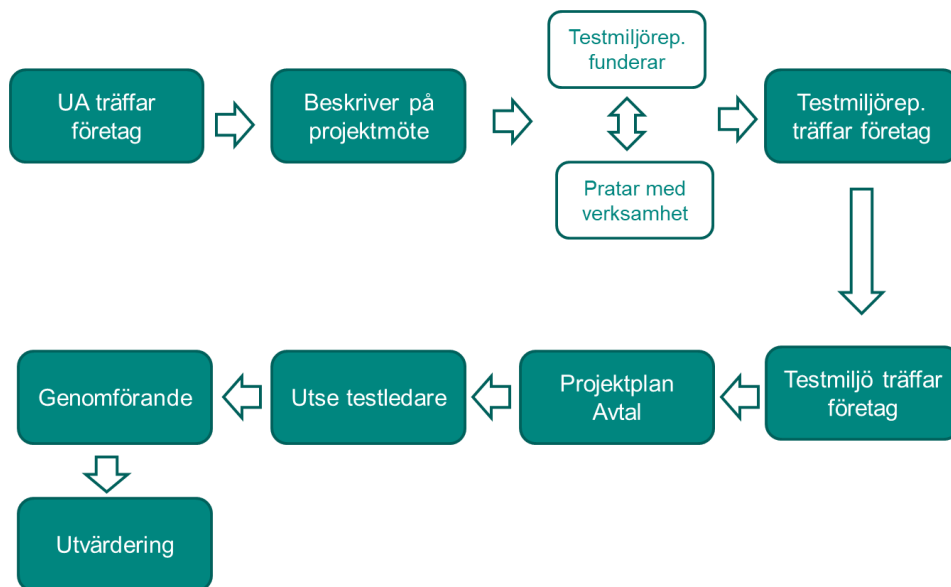 UA träffar
företag
Beskriver på
projektmöte
Testmiljörep.
funderar
Pratar med
verksamhet
Testmiljörep.
träffar företag
Testmiljö träffar
företag
Projektplan
Avtal
Utse testledare
Genomförande
Utvärdering